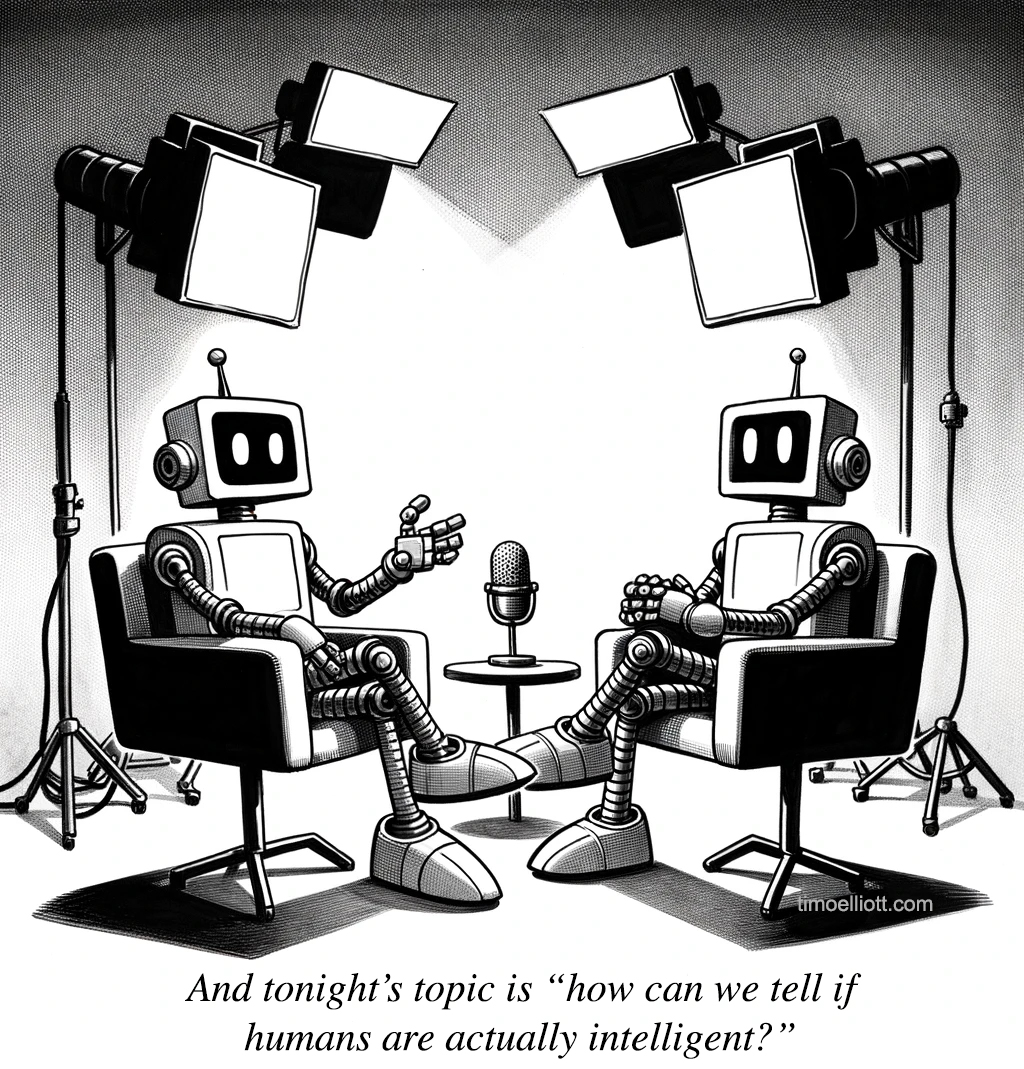 timoelliott.com
And tonight’s topic is “how can we tell if
humans are actually intelligent?”